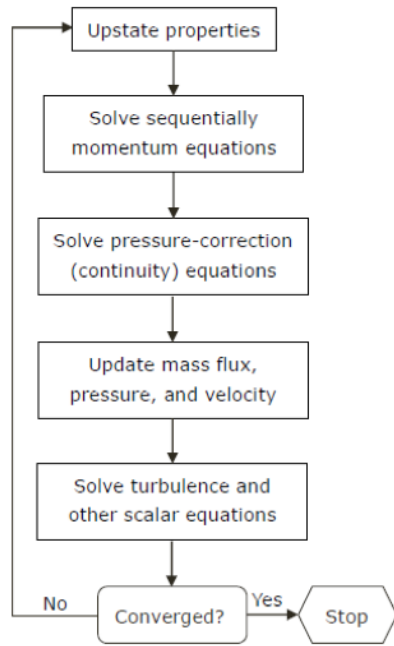 Upstate properties
Solve sequentially
momentum equations
Solve pressure-correction
(continuity) equations
Update mass flux,
pressure, and velocity
Solve turbulence and
other scalar equations
No
Converged?
Yes
Stop